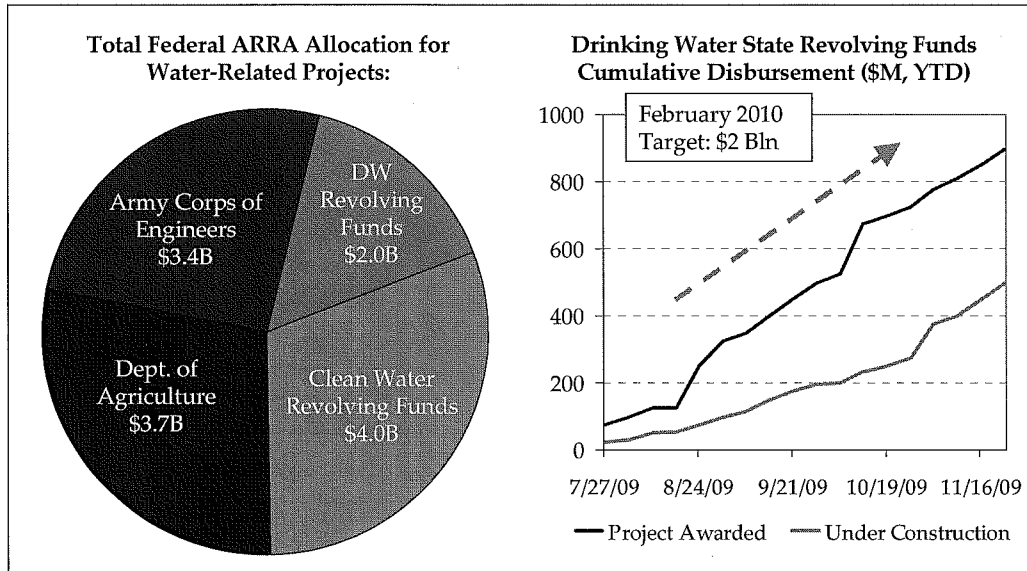 Total Federal ARRA Allocation for
Water-Related Projects:
Army Corps of
Engineers
$3.4B
DW
Revolving
Funds
$2.0B
Dept. of
Agriculture
$3.7B
Clean Water
Revolving Funds
$4.0B
Drinking Water State Revolving Funds
Cumulative Disbursement ($M, YTD)
February 2010
Target: $2 Bln
1000
800
600
400
200
0
7/27/09 8/24/09 9/21/09 10/19/09 11/16/09
Project Awarded Under Construction